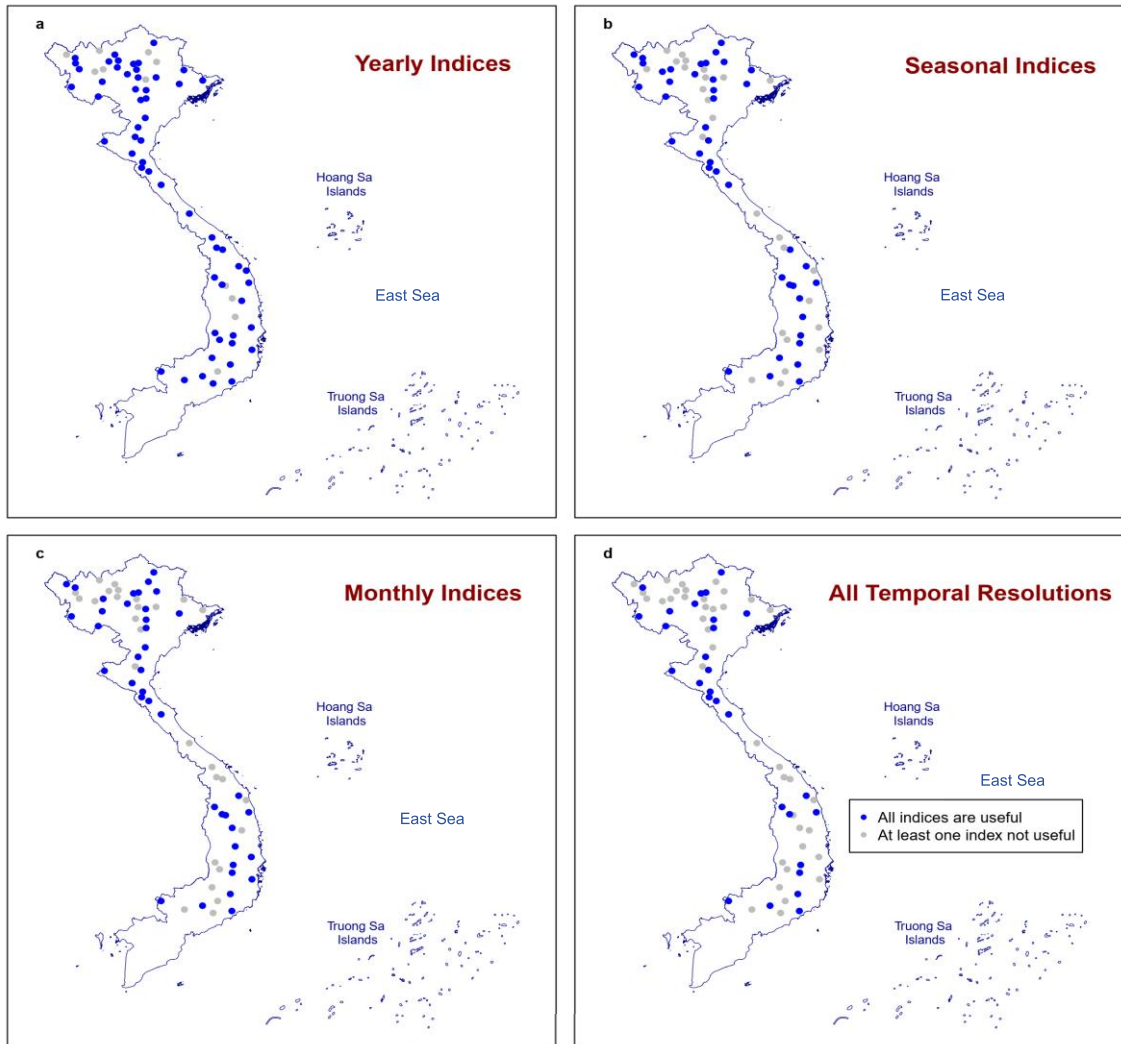 a
Yearly Indices
Hoang Sa
Islands
East Sea
Truong Sa
Islands
b
Seasonal Indices
Hoang Sa
Islands
East Sea
Truong Sa
Islands
c
Monthly Indices
Hoang Sa
Islands
East Sea
Truong Sa
Islands
d
All Temporal Resolutions
Hoang Sa
Islands
East Sea
All indices are useful
At least one index not useful
Truong Sa
Islands